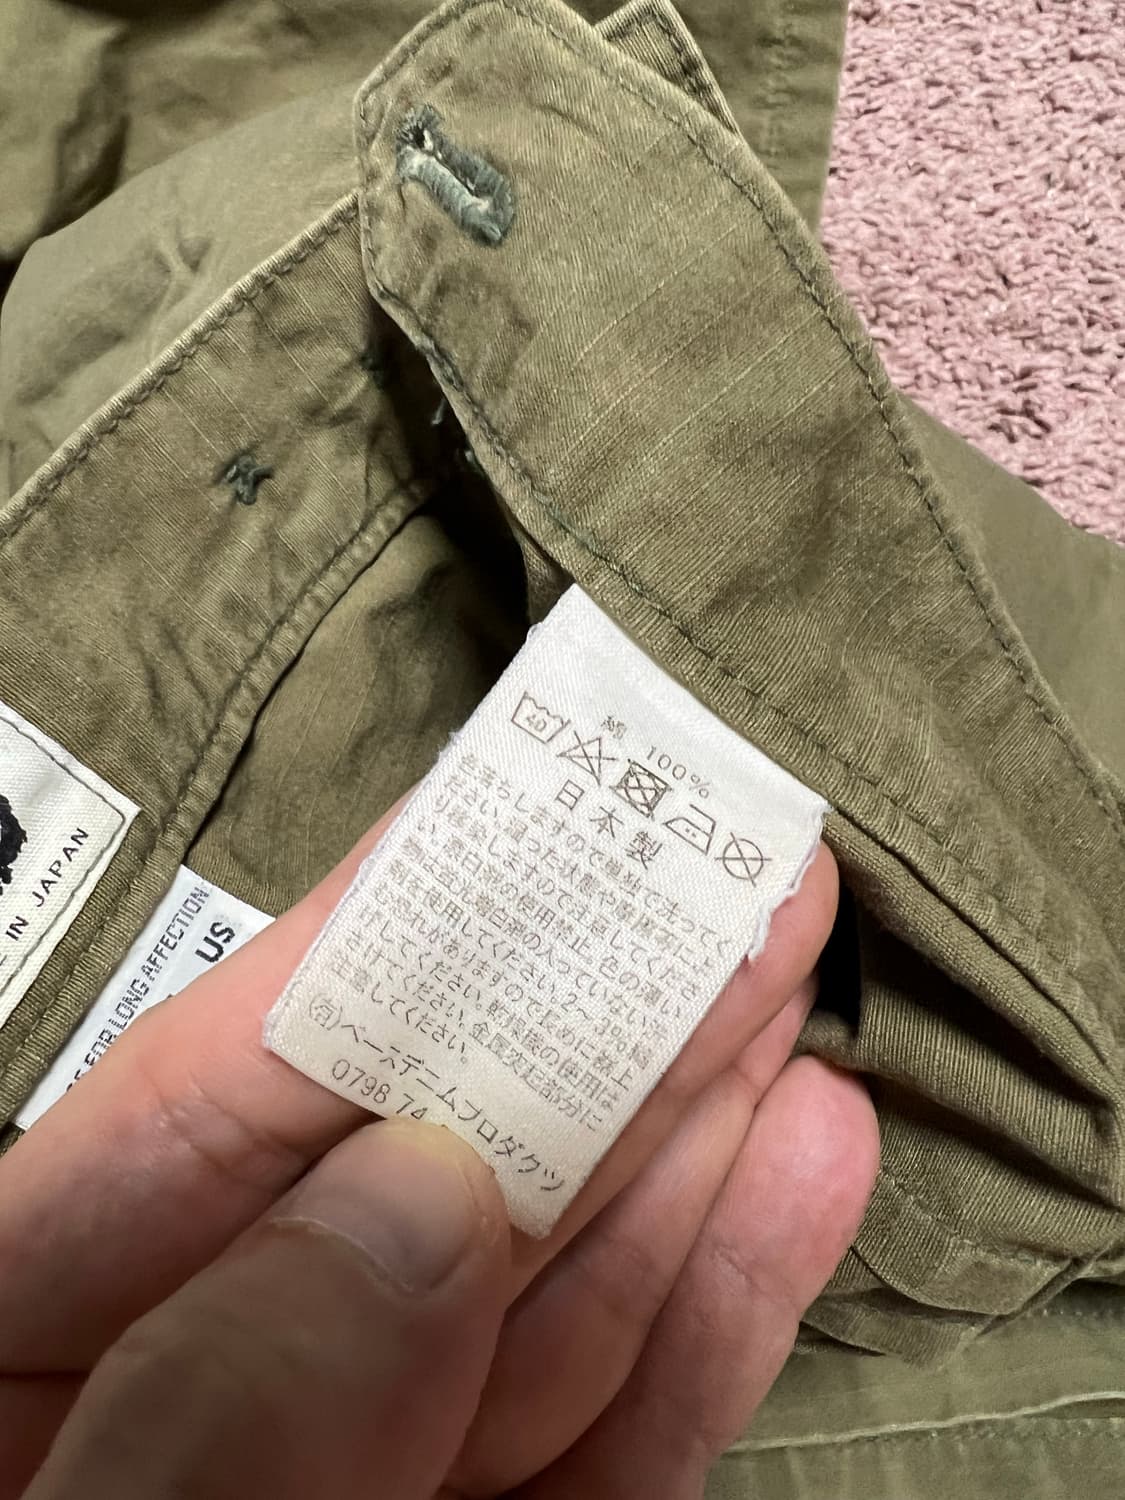 綿 100%
40
日本製
色落ちしますので単独で洗ってく
ださい。湿った状態や摩擦等によ
り移染しますので注意してくださ
い。漂白剤の使用禁止。色の薄い
物は蛍光増白剤の入っていない洗
剤を使用してください。2～3%縮
む恐れがありますので上めに
してください。乾燥機の使用は
さけてください。金属突起部分に
注意してください。
(有)ベースデニムプロダクツ
0798 74
IN JAPAN
FOR LONG AFFECTION
US